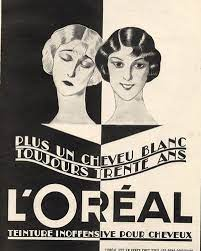 PLUS UN CHEVEU BLANC
TOUJOURS TRENTE ANS
L'ORÉAL
TEINTURE INOFFENSIVE POUR CHEVEUX